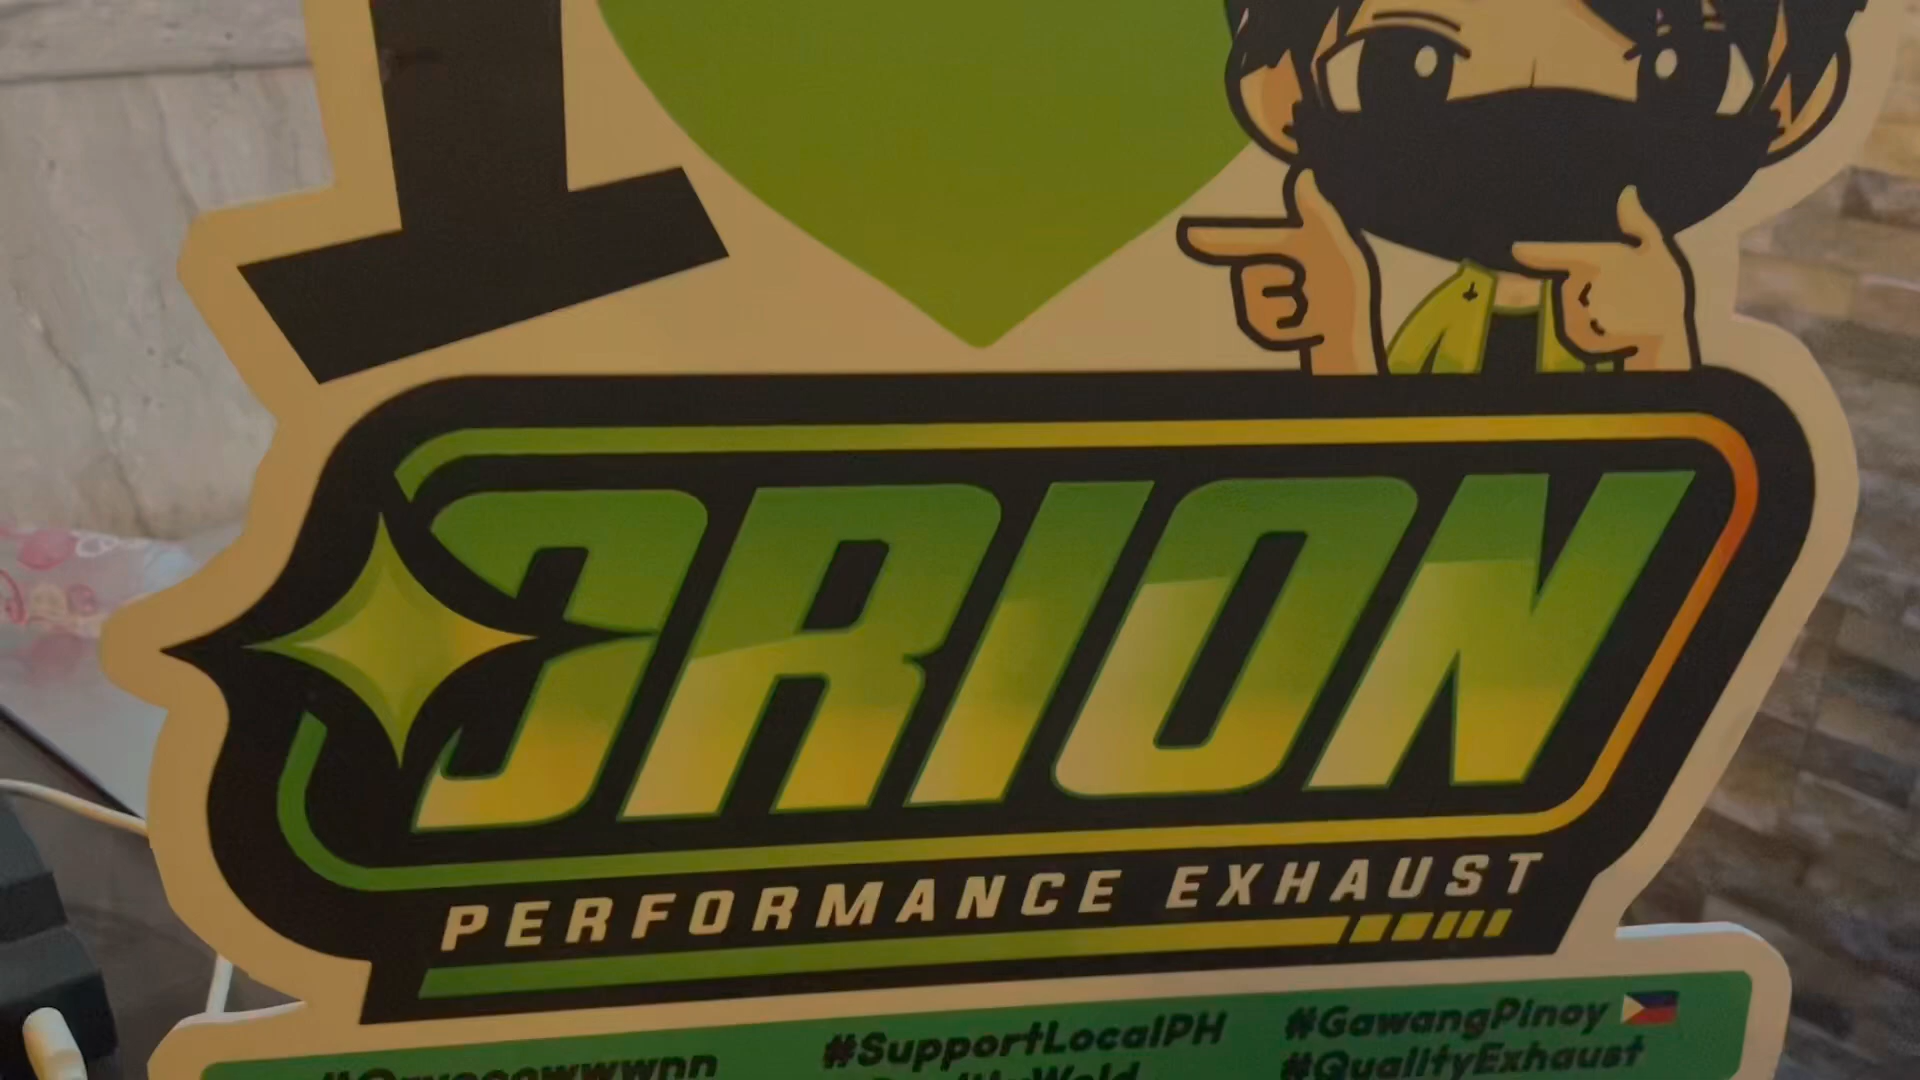 I
ORION
PERFORMANCE EXHAUST
#SupportLocalPH
#GawangPinoy
#QualityExhaust